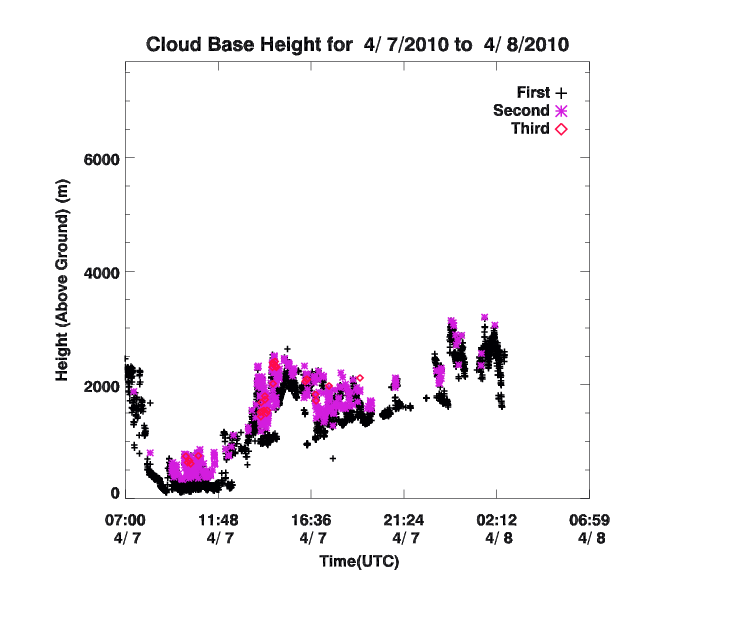 Cloud Base Height for 4/ 7/2010 to 4/ 8/2010
First
Second
Third
6000
4000
2000
0
Height (Above Ground) (m)
07:00 11:48 16:36 21:24 02:12 06:59
4/ 7 4/ 7 4/ 7 4/ 7 4/ 8 4/ 8
Time(UTC)